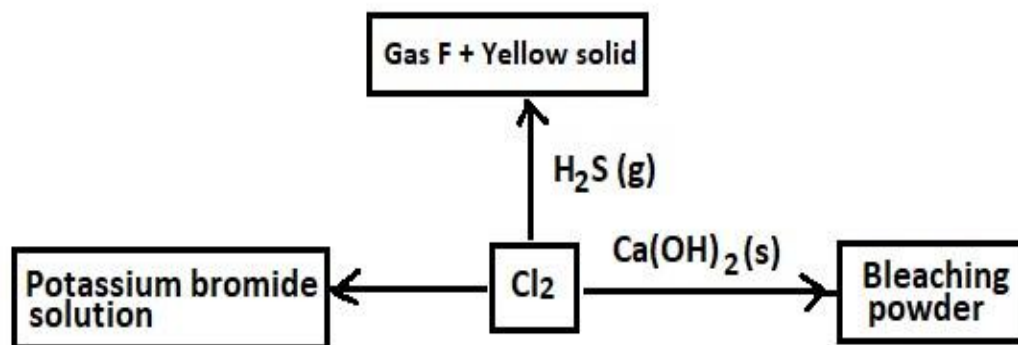 Gas F + Yellow solid
H₂S (g)
Ca(OH)₂(s)
Potassium bromide
solution
Cl₂
Bleaching
powder